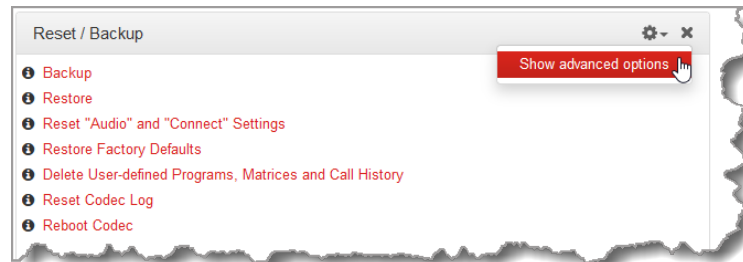 Reset / Backup
Show advanced options
Backup
Restore
Reset "Audio" and "Connect" Settings
Restore Factory Defaults
Delete User-defined Programs, Matrices and Call History
Reset Codec Log
Reboot Codec